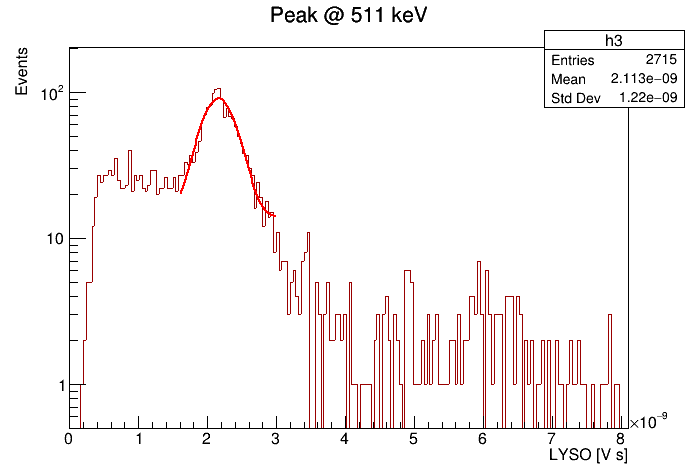 Peak @ 511 keV
h3
Entries 2715
Mean 2.113e−09
Std Dev 1.22e−09
Events
10²
10
1
0 1 2 3 4 5 6 7 8
×10⁻⁹
LYSO [V s]